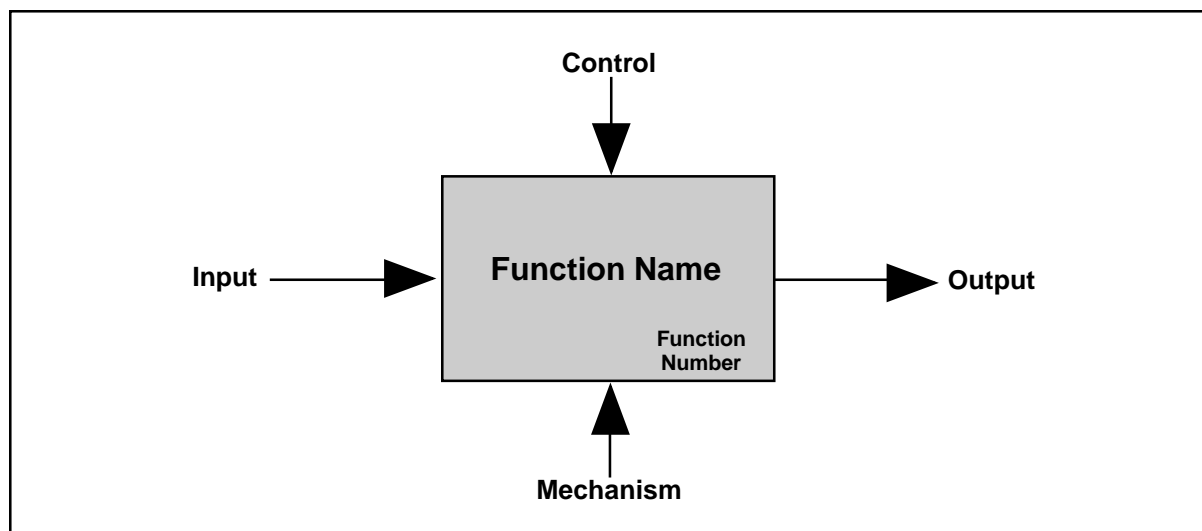 Control
Input
Function Name
Output
Function
Number
Mechanism